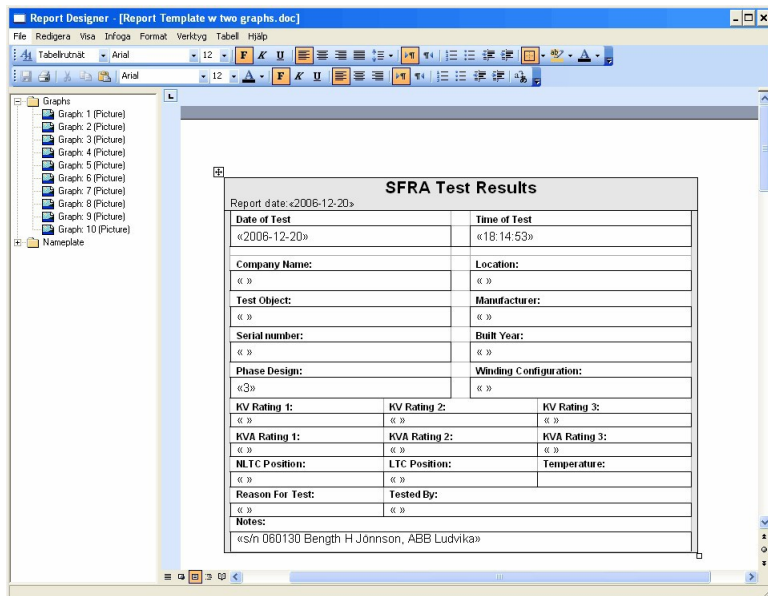 Report Designer - [Report Template w two graphs.doc]
File Redigera Visa Infoga Format Verktyg Tabell Hjälp
Tabellrutnät Arial 12 F K U
Arial 12 A F K U
Graphs
Graph: 1 (Picture)
Graph: 2 (Picture)
Graph: 3 (Picture)
Graph: 4 (Picture)
Graph: 5 (Picture)
Graph: 6 (Picture)
Graph: 7 (Picture)
Graph: 8 (Picture)
Graph: 9 (Picture)
Graph: 10 (Picture)
Nameplate
SFRA Test Results
Report date:«2006-12-20»
Date of Test Time of Test
«2006-12-20» «18:14:53»
Company Name: Location:
« » « »
Test Object: Manufacturer:
« » « »
Serial number: Built Year:
« » « »
Phase Design: Winding Configuration:
«3» « »
KV Rating 1: KV Rating 2: KV Rating 3:
« » « » « »
KVA Rating 1: KVA Rating 2: KVA Rating 3:
« » « » « »
NLTC Position: LTC Position: Temperature:
« » « »
Reason For Test: Tested By:
« » « »
Notes:
«s/n 060130 Bength H Jönnson, ABB Ludvika»